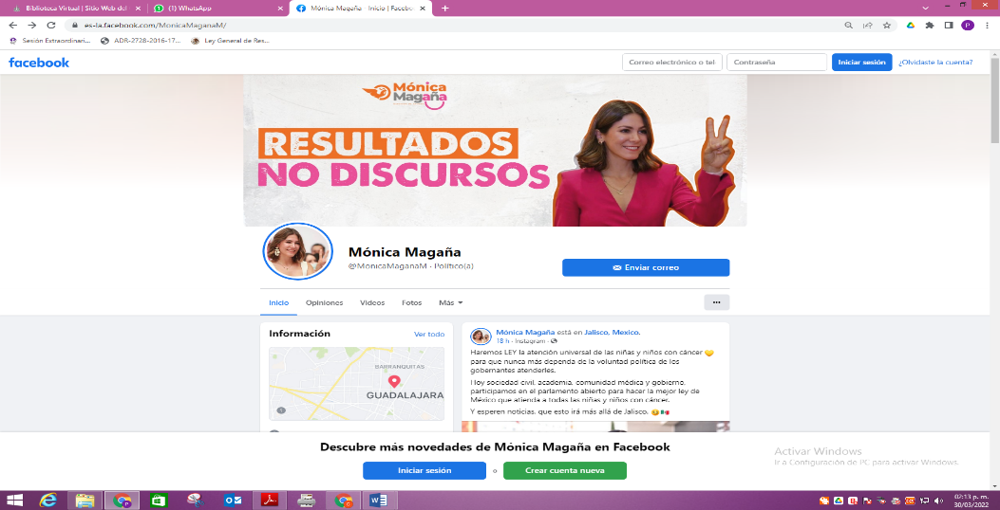 Biblioteca Virtual | Sitio Web del
(1) WhatsApp
Mónica Magaña - Inicio | Facebo
es-la.facebook.com/MonicaMaganaM/
Sesión Extraordinari...
ADR-2728-2016-17...
Ley General de Res...
facebook
Correo electrónico o tel
Contraseña
Iniciar sesión
¿Olvidaste la cuenta?
Mónica
Magaña
RESULTADOS
NO DISCURSOS
Mónica Magaña
@MonicaMaganaM · Político(a)
Enviar correo
Inicio
Opiniones
Videos
Fotos
Más
Información
Ver todo
BARRANQUITAS
GUADALAJARA
Mónica Magaña está en Jalisco, Mexico.
18 h · Instagram ·
Haremos LEY la atención universal de las niñas y niños con cáncer
para que nunca más dependa de la voluntad política de los
gobernantes atenderles.
Hoy sociedad civil, academia, comunidad médica y gobierno,
participamos en el parlamento abierto para hacer la mejor ley de
México que atienda a todas las niñas y niños con cáncer.
Y esperen noticias, que esto irá más allá de Jalisco.
Descubre más novedades de Mónica Magaña en Facebook
Iniciar sesión
o
Crear cuenta nueva
Activar Windows
Ir a Configuración de PC para activar Windows.
02:13 p. m.
30/03/2022